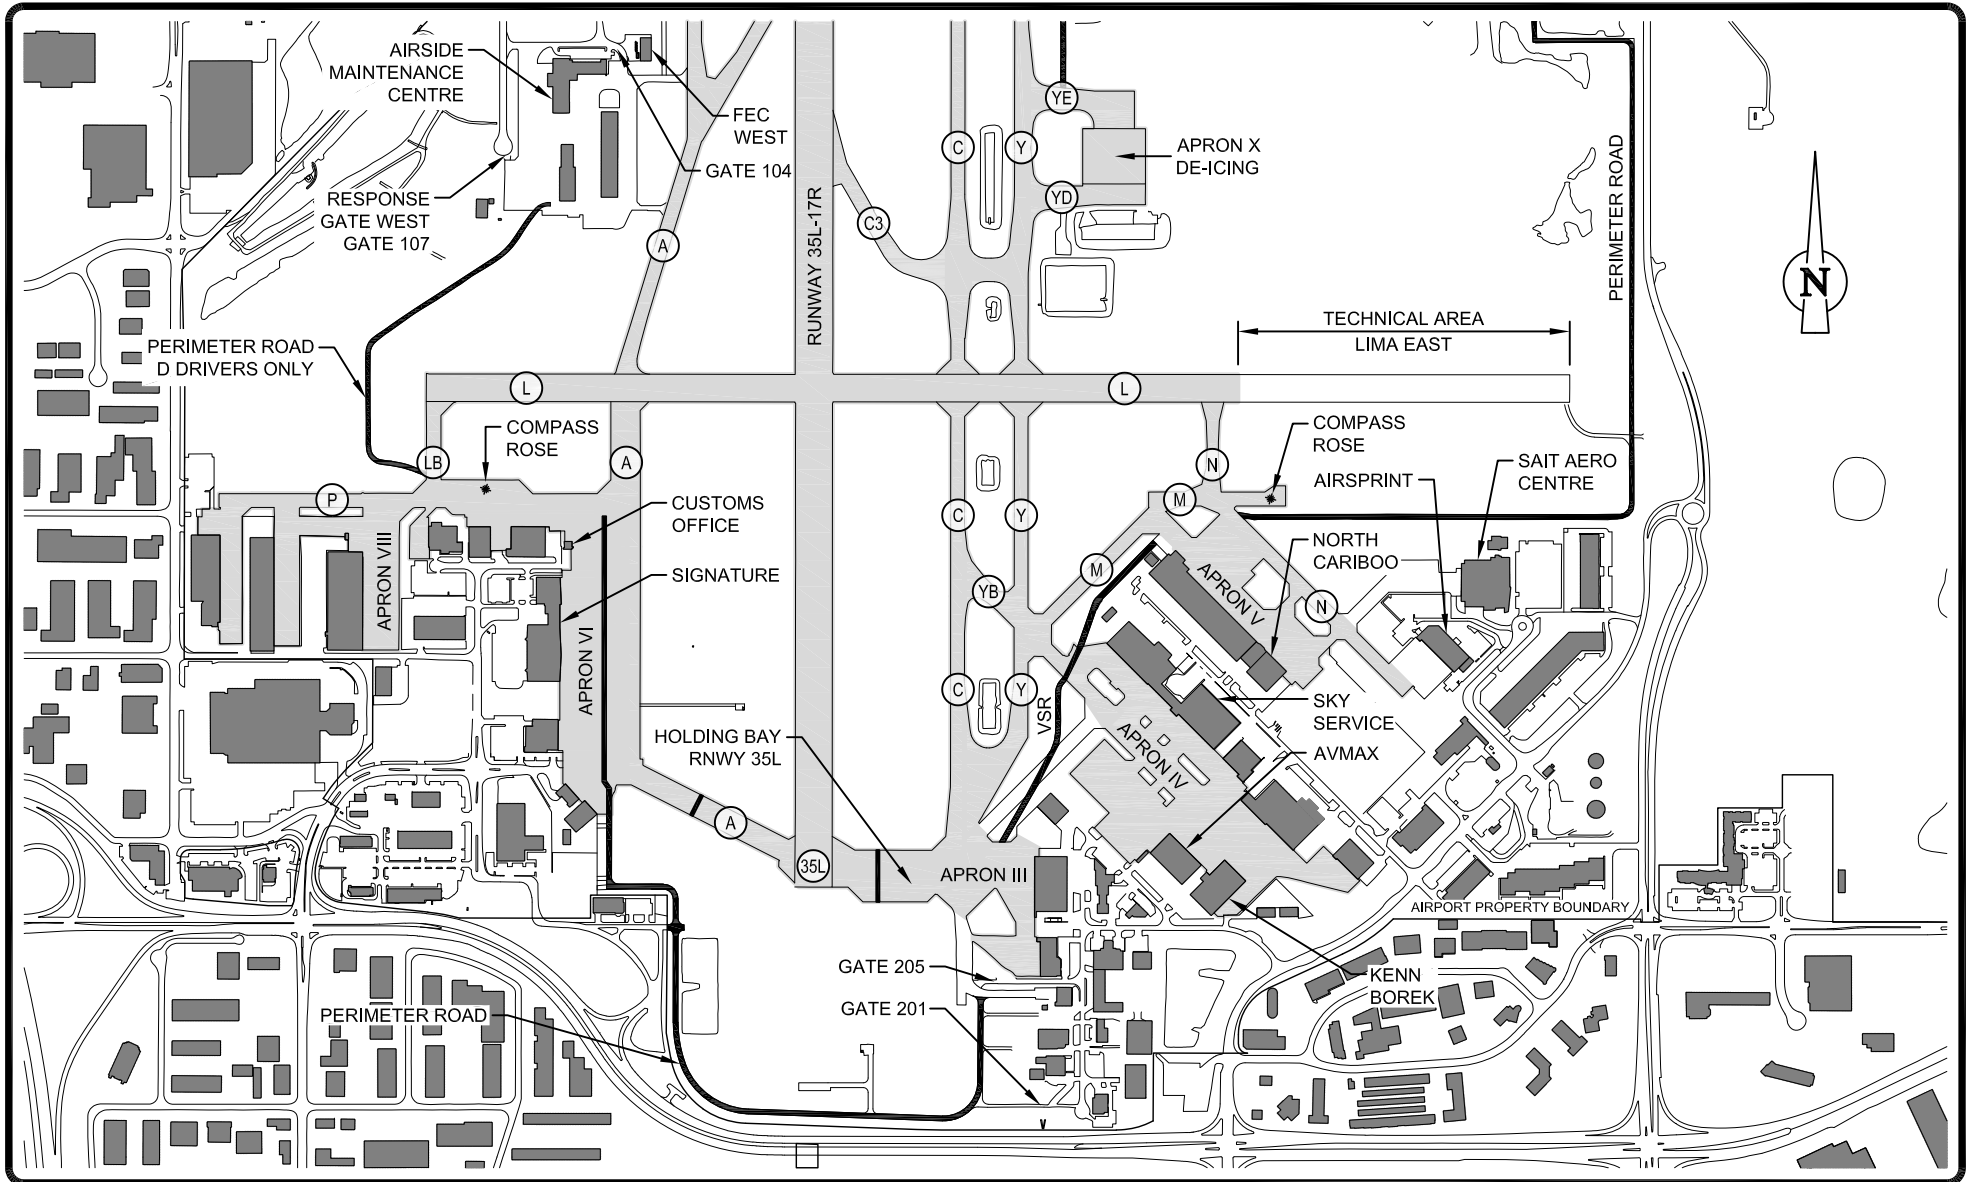 AIRSIDE
MAINTENANCE
CENTRE
FEC
WEST
GATE 104
RESPONSE
GATE WEST
GATE 107
A
RUNWAY 35L-17R
C
Y
YE
YD
C3
APRON X
DE-ICING
PERIMETER ROAD
N
TECHNICAL AREA
LIMA EAST
PERIMETER ROAD
D DRIVERS ONLY
L
L
LB
COMPASS
ROSE
A
N
COMPASS
ROSE
SAIT AERO
CENTRE
AIRSPRINT
P
CUSTOMS
OFFICE
C
Y
M
NORTH
CARIBOO
APRON VIII
SIGNATURE
APRON VI
YB
M
APRON V
N
C
Y
VSR
SKY
SERVICE
HOLDING BAY
RNWY 35L
APRON IV
AVMAX
A
35L
APRON III
AIRPORT PROPERTY BOUNDARY
GATE 205
KENN
BOREK
GATE 201
PERIMETER ROAD